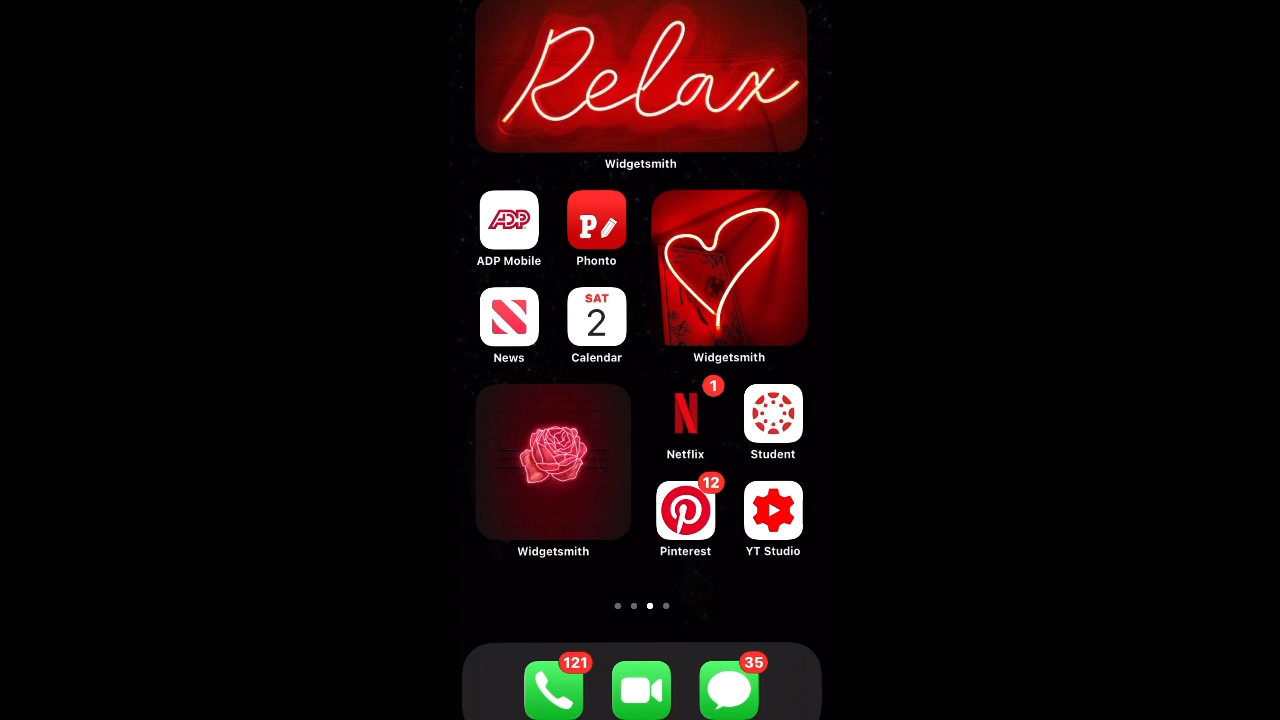 Relax
Widgetsmith
ADP
P
ADP Mobile
Phonto
SAT
2
News
Calendar
Widgetsmith
1
N
Netflix
Student
12
Widgetsmith
Pinterest
YT Studio
121
35